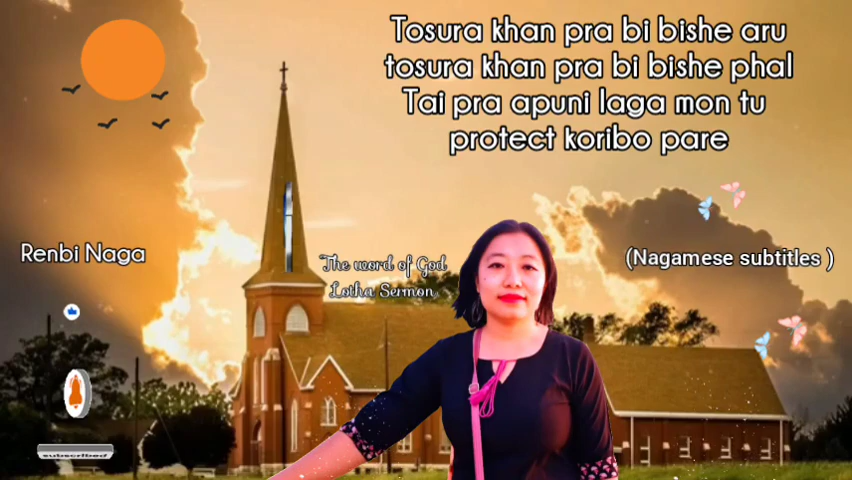 Tosura khan pra bi bishe aru
tosura khan pra bi bishe phal
Tai pra apuni laga mon tu
protect koribo pare
Renbi Naga
The word of God
Lotha Sermon
(Nagamese subtitles )
subscribed